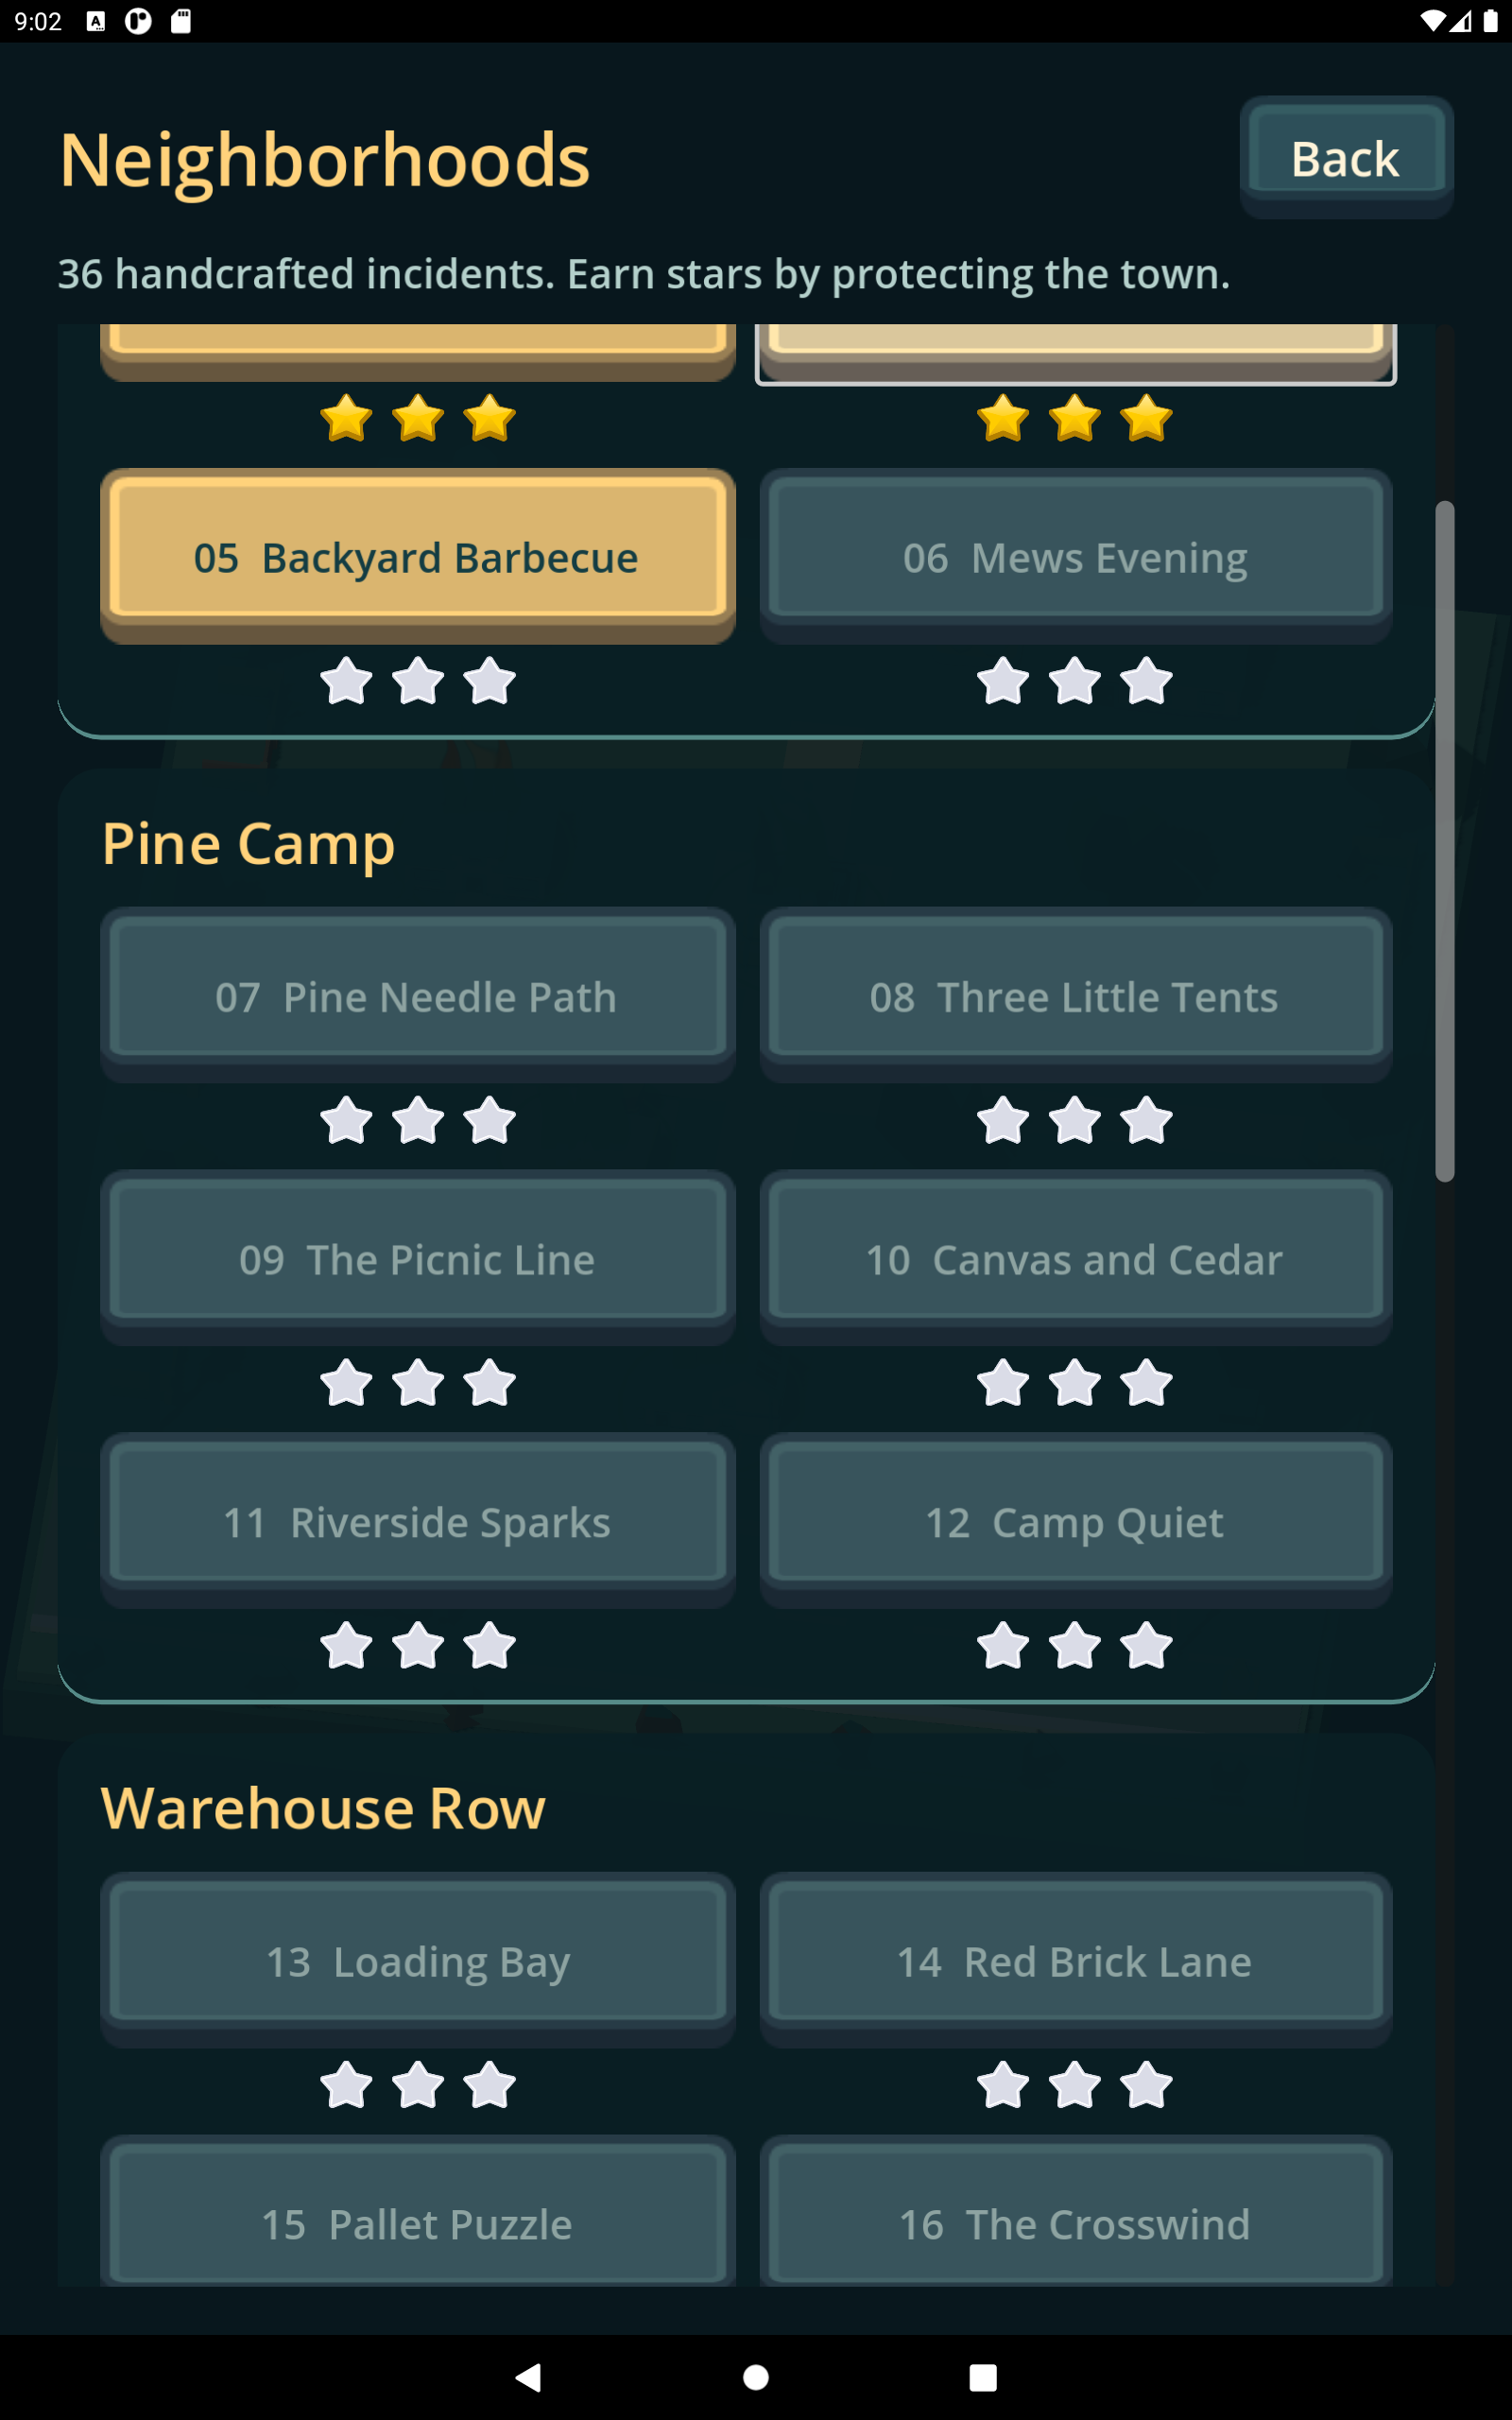 9:02
Neighborhoods
Back
36 handcrafted incidents. Earn stars by protecting the town.
05 Backyard Barbecue
06 Mews Evening
Pine Camp
07 Pine Needle Path
08 Three Little Tents
09 The Picnic Line
10 Canvas and Cedar
11 Riverside Sparks
12 Camp Quiet
Warehouse Row
13 Loading Bay
14 Red Brick Lane
15 Pallet Puzzle
16 The Crosswind